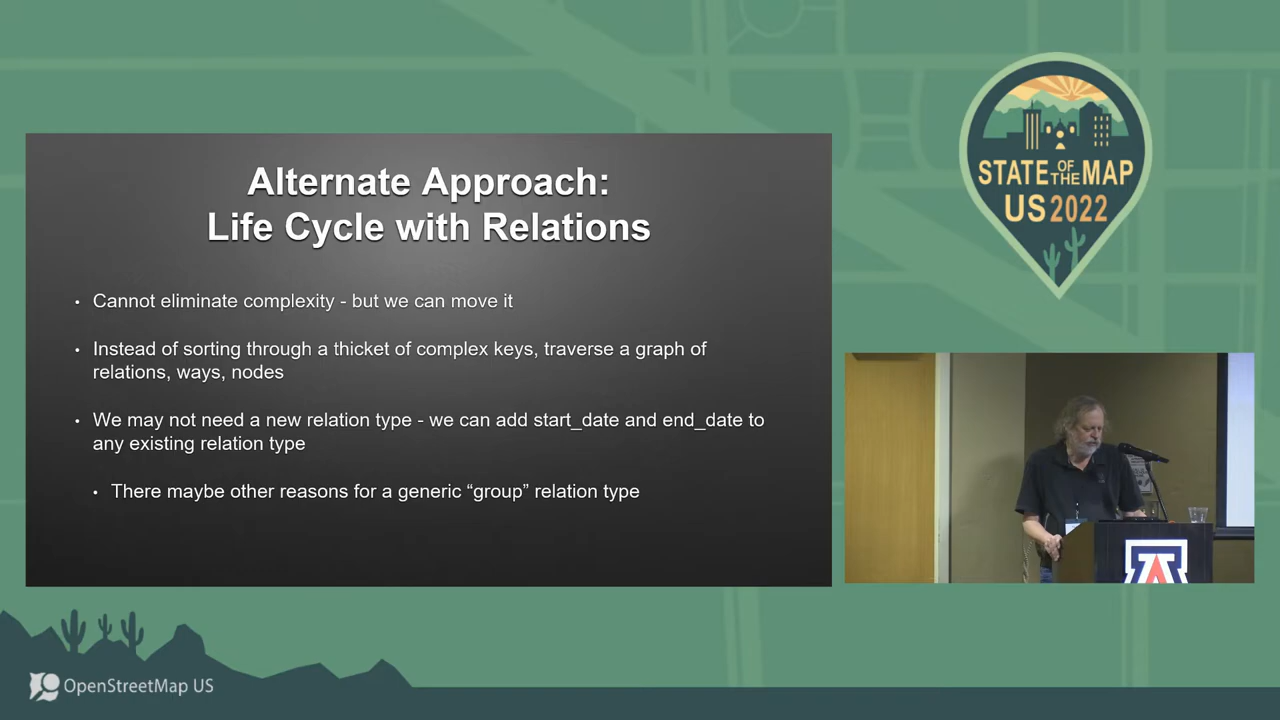 Alternate Approach:
Life Cycle with Relations
• Cannot eliminate complexity - but we can move it
• Instead of sorting through a thicket of complex keys, traverse a graph of
relations, ways, nodes
• We may not need a new relation type - we can add start_date and end_date to
any existing relation type
• There maybe other reasons for a generic “group” relation type
STATE OF THE MAP
US 2022
A
OpenStreetMap US